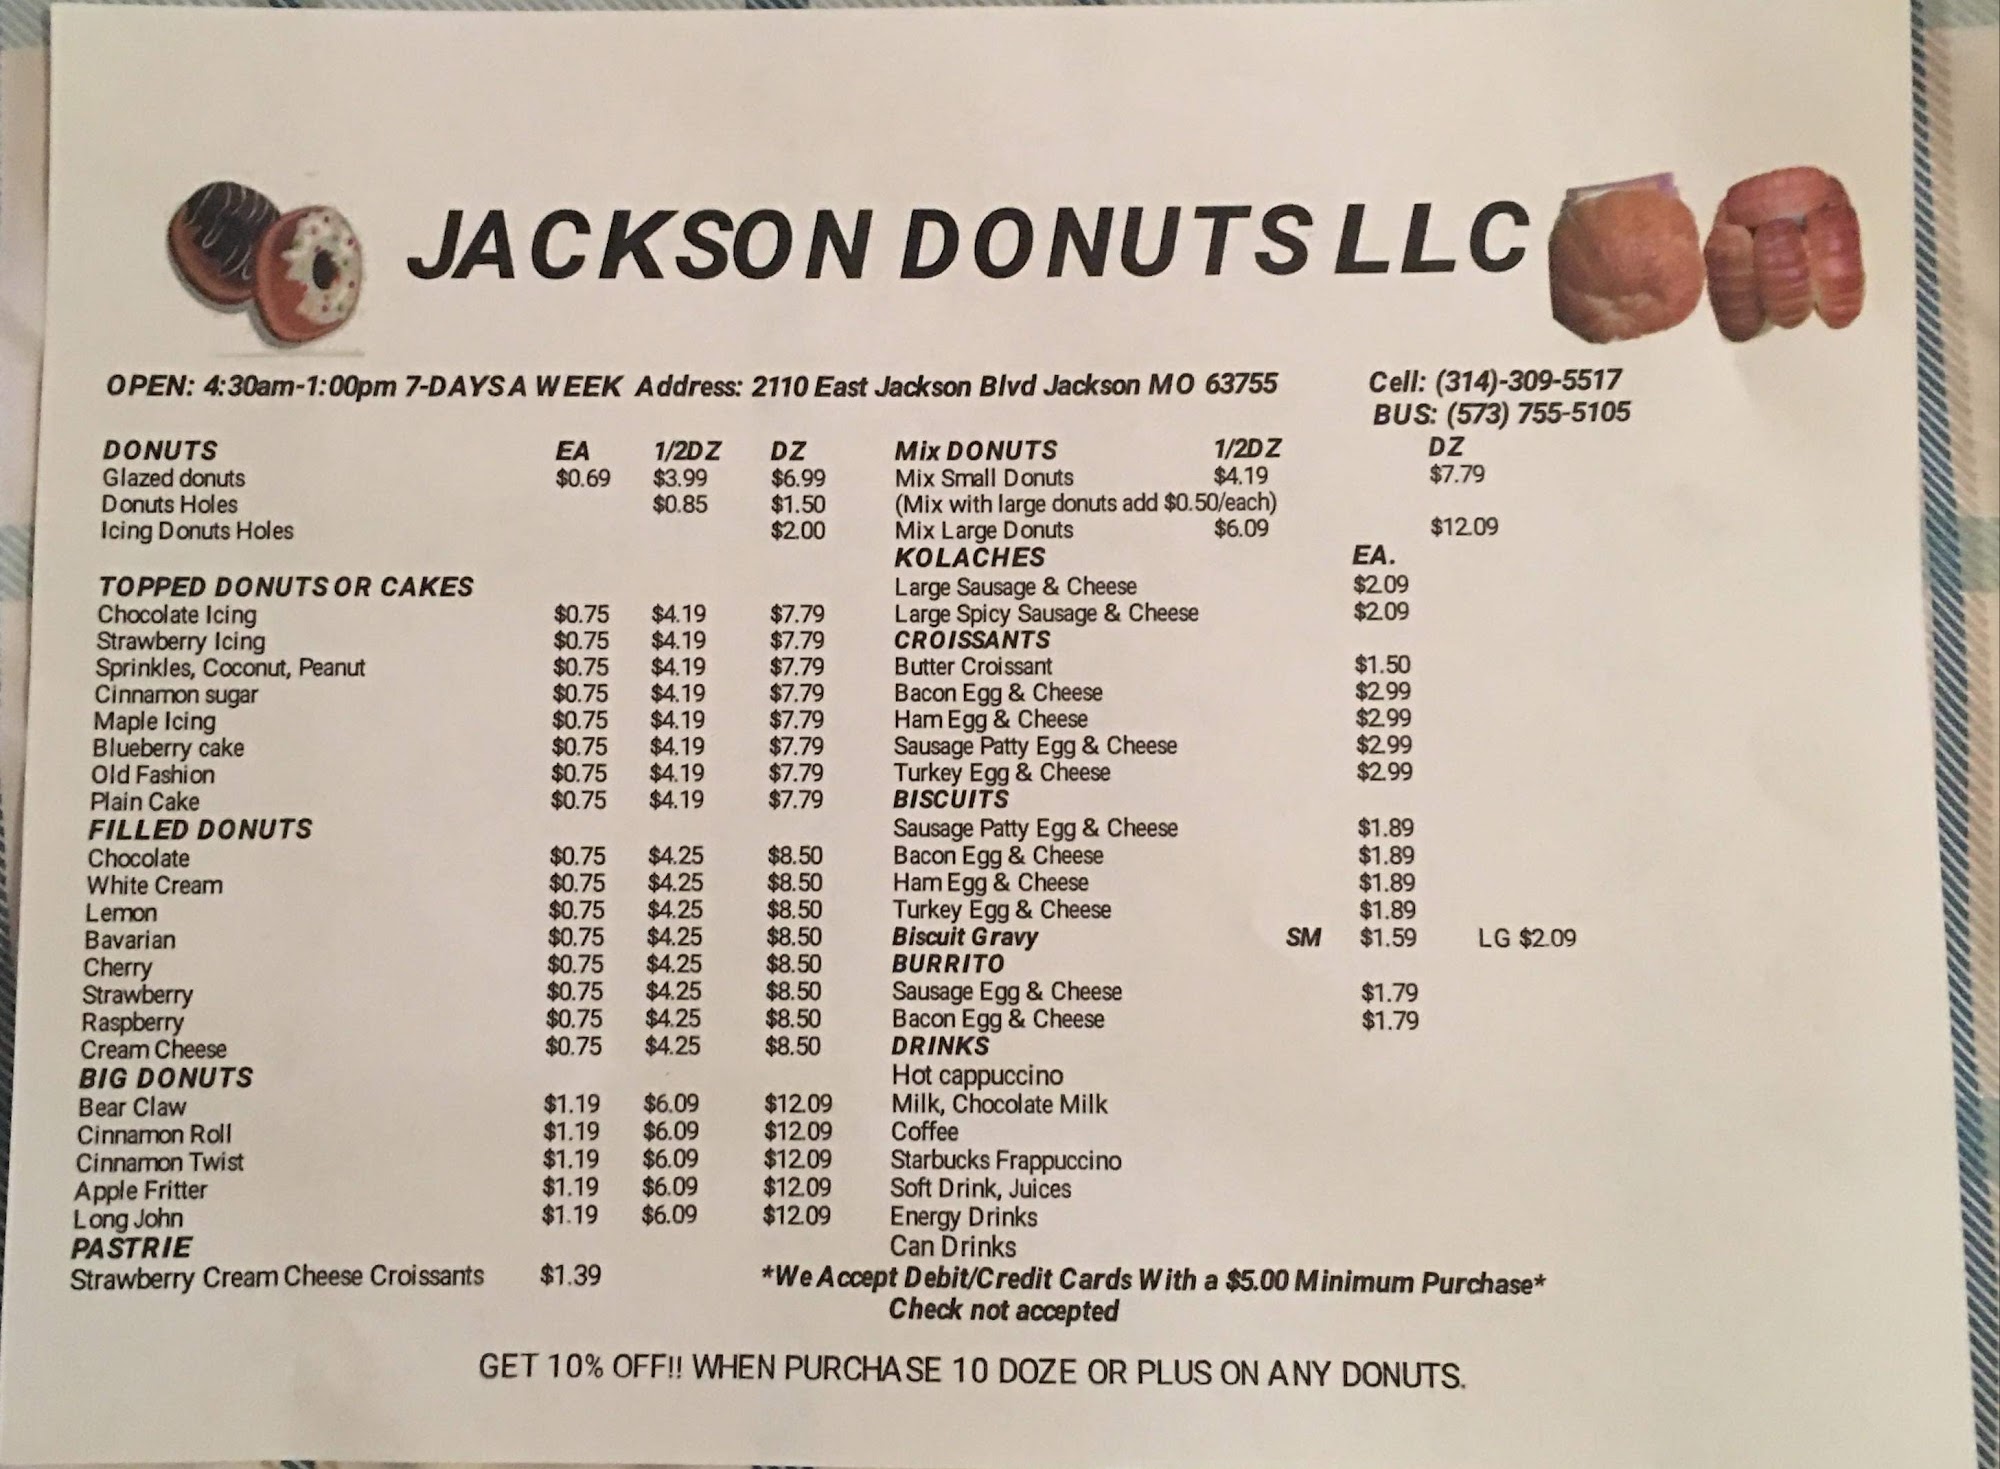 JACKSON DONUTS LLC
OPEN: 4:30am-1:00pm 7-DAYS A WEEK Address: 2110 East Jackson Blvd Jackson MO 63755
Cell: (314)-309-5517
BUS: (573) 755-5105
DONUTS EA 1/2DZ DZ
Glazed donuts $0.69 $3.99 $6.99
Donuts Holes $0.85 $1.50
Icing Donuts Holes $2.00
TOPPED DONUTS OR CAKES
Chocolate Icing $0.75 $4.19 $7.79
Strawberry Icing $0.75 $4.19 $7.79
Sprinkles, Coconut, Peanut $0.75 $4.19 $7.79
Cinnamon sugar $0.75 $4.19 $7.79
Maple Icing $0.75 $4.19 $7.79
Blueberry cake $0.75 $4.19 $7.79
Old Fashion $0.75 $4.19 $7.79
Plain Cake $0.75 $4.19 $7.79
FILLED DONUTS
Chocolate $0.75 $4.25 $8.50
White Cream $0.75 $4.25 $8.50
Lemon $0.75 $4.25 $8.50
Bavarian $0.75 $4.25 $8.50
Cherry $0.75 $4.25 $8.50
Strawberry $0.75 $4.25 $8.50
Raspberry $0.75 $4.25 $8.50
Cream Cheese $0.75 $4.25 $8.50
BIG DONUTS
Bear Claw $1.19 $6.09 $12.09
Cinnamon Roll $1.19 $6.09 $12.09
Cinnamon Twist $1.19 $6.09 $12.09
Apple Fritter $1.19 $6.09 $12.09
Long John $1.19 $6.09 $12.09
PASTRIE
Strawberry Cream Cheese Croissants $1.39
Mix DONUTS 1/2DZ DZ
Mix Small Donuts $4.19 $7.79
(Mix with large donuts add $0.50/each)
Mix Large Donuts $6.09 $12.09
KOLACHES EA.
Large Sausage & Cheese $2.09
Large Spicy Sausage & Cheese $2.09
CROISSANTS
Butter Croissant $1.50
Bacon Egg & Cheese $2.99
Ham Egg & Cheese $2.99
Sausage Patty Egg & Cheese $2.99
Turkey Egg & Cheese $2.99
BISCUITS
Sausage Patty Egg & Cheese $1.89
Bacon Egg & Cheese $1.89
Ham Egg & Cheese $1.89
Turkey Egg & Cheese $1.89
Biscuit Gravy SM $1.59 LG $2.09
BURRITO
Sausage Egg & Cheese $1.79
Bacon Egg & Cheese $1.79
DRINKS
Hot cappuccino
Milk, Chocolate Milk
Coffee
Starbucks Frappuccino
Soft Drink, Juices
Energy Drinks
Can Drinks
*We Accept Debit/Credit Cards With a $5.00 Minimum Purchase*
Check not accepted
GET 10% OFF!! WHEN PURCHASE 10 DOZE OR PLUS ON ANY DONUTS.